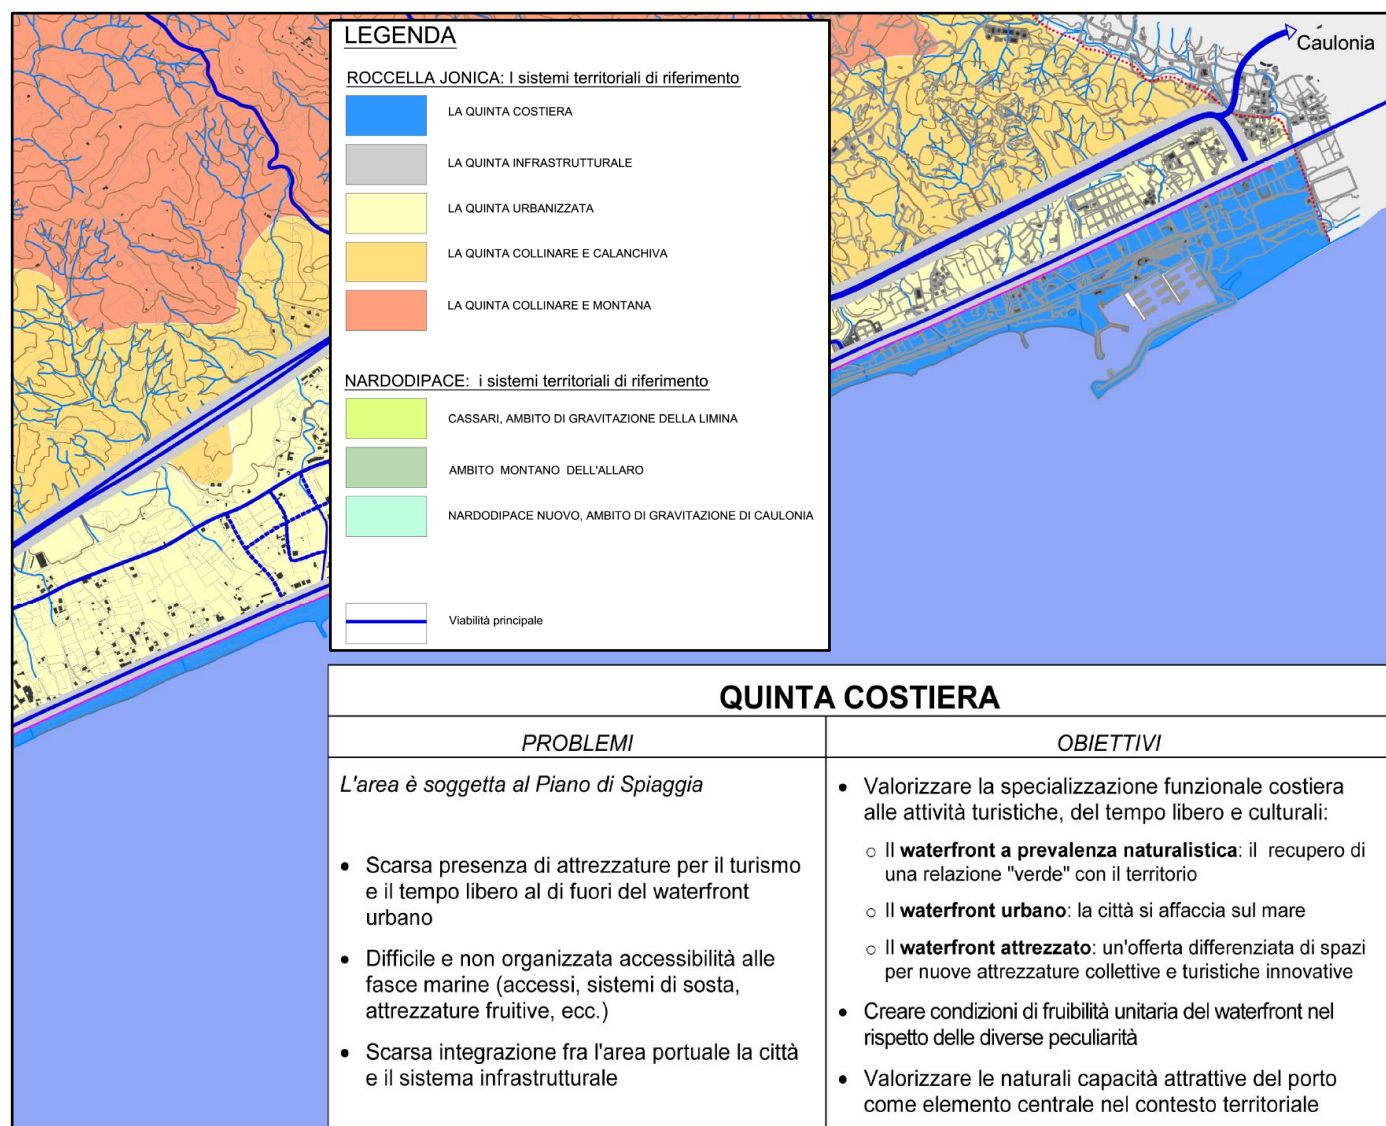 LEGENDA
ROCCELLA JONICA: I sistemi territoriali di riferimento
LA QUINTA COSTIERA
LA QUINTA INFRASTRUTTURALE
LA QUINTA URBANIZZATA
LA QUINTA COLLINARE E CALANCHIVA
LA QUINTA COLLINARE E MONTANA
NARDODIPACE: i sistemi territoriali di riferimento
CASSARI, AMBITO DI GRAVITAZIONE DELLA LIMINA
AMBITO MONTANO DELL'ALLARO
NARDODIPACE NUOVO, AMBITO DI GRAVITAZIONE DI CAULONIA
Viabilità principale
Caulonia
QUINTA COSTIERA
PROBLEMI
L'area è soggetta al Piano di Spiaggia
• Scarsa presenza di attrezzature per il turismo
e il tempo libero al di fuori del waterfront
urbano
• Difficile e non organizzata accessibilità alle
fasce marine (accessi, sistemi di sosta,
attrezzature fruitive, ecc.)
• Scarsa integrazione fra l'area portuale la città
e il sistema infrastrutturale
OBIETTIVI
• Valorizzare la specializzazione funzionale costiera
alle attività turistiche, del tempo libero e culturali:
○ Il waterfront a prevalenza naturalistica: il recupero di
una relazione "verde" con il territorio
○ Il waterfront urbano: la città si affaccia sul mare
○ Il waterfront attrezzato: un'offerta differenziata di spazi
per nuove attrezzature collettive e turistiche innovative
• Creare condizioni di fruibilità unitaria del waterfront nel
rispetto delle diverse peculiarità
• Valorizzare le naturali capacità attrattive del porto
come elemento centrale nel contesto territoriale